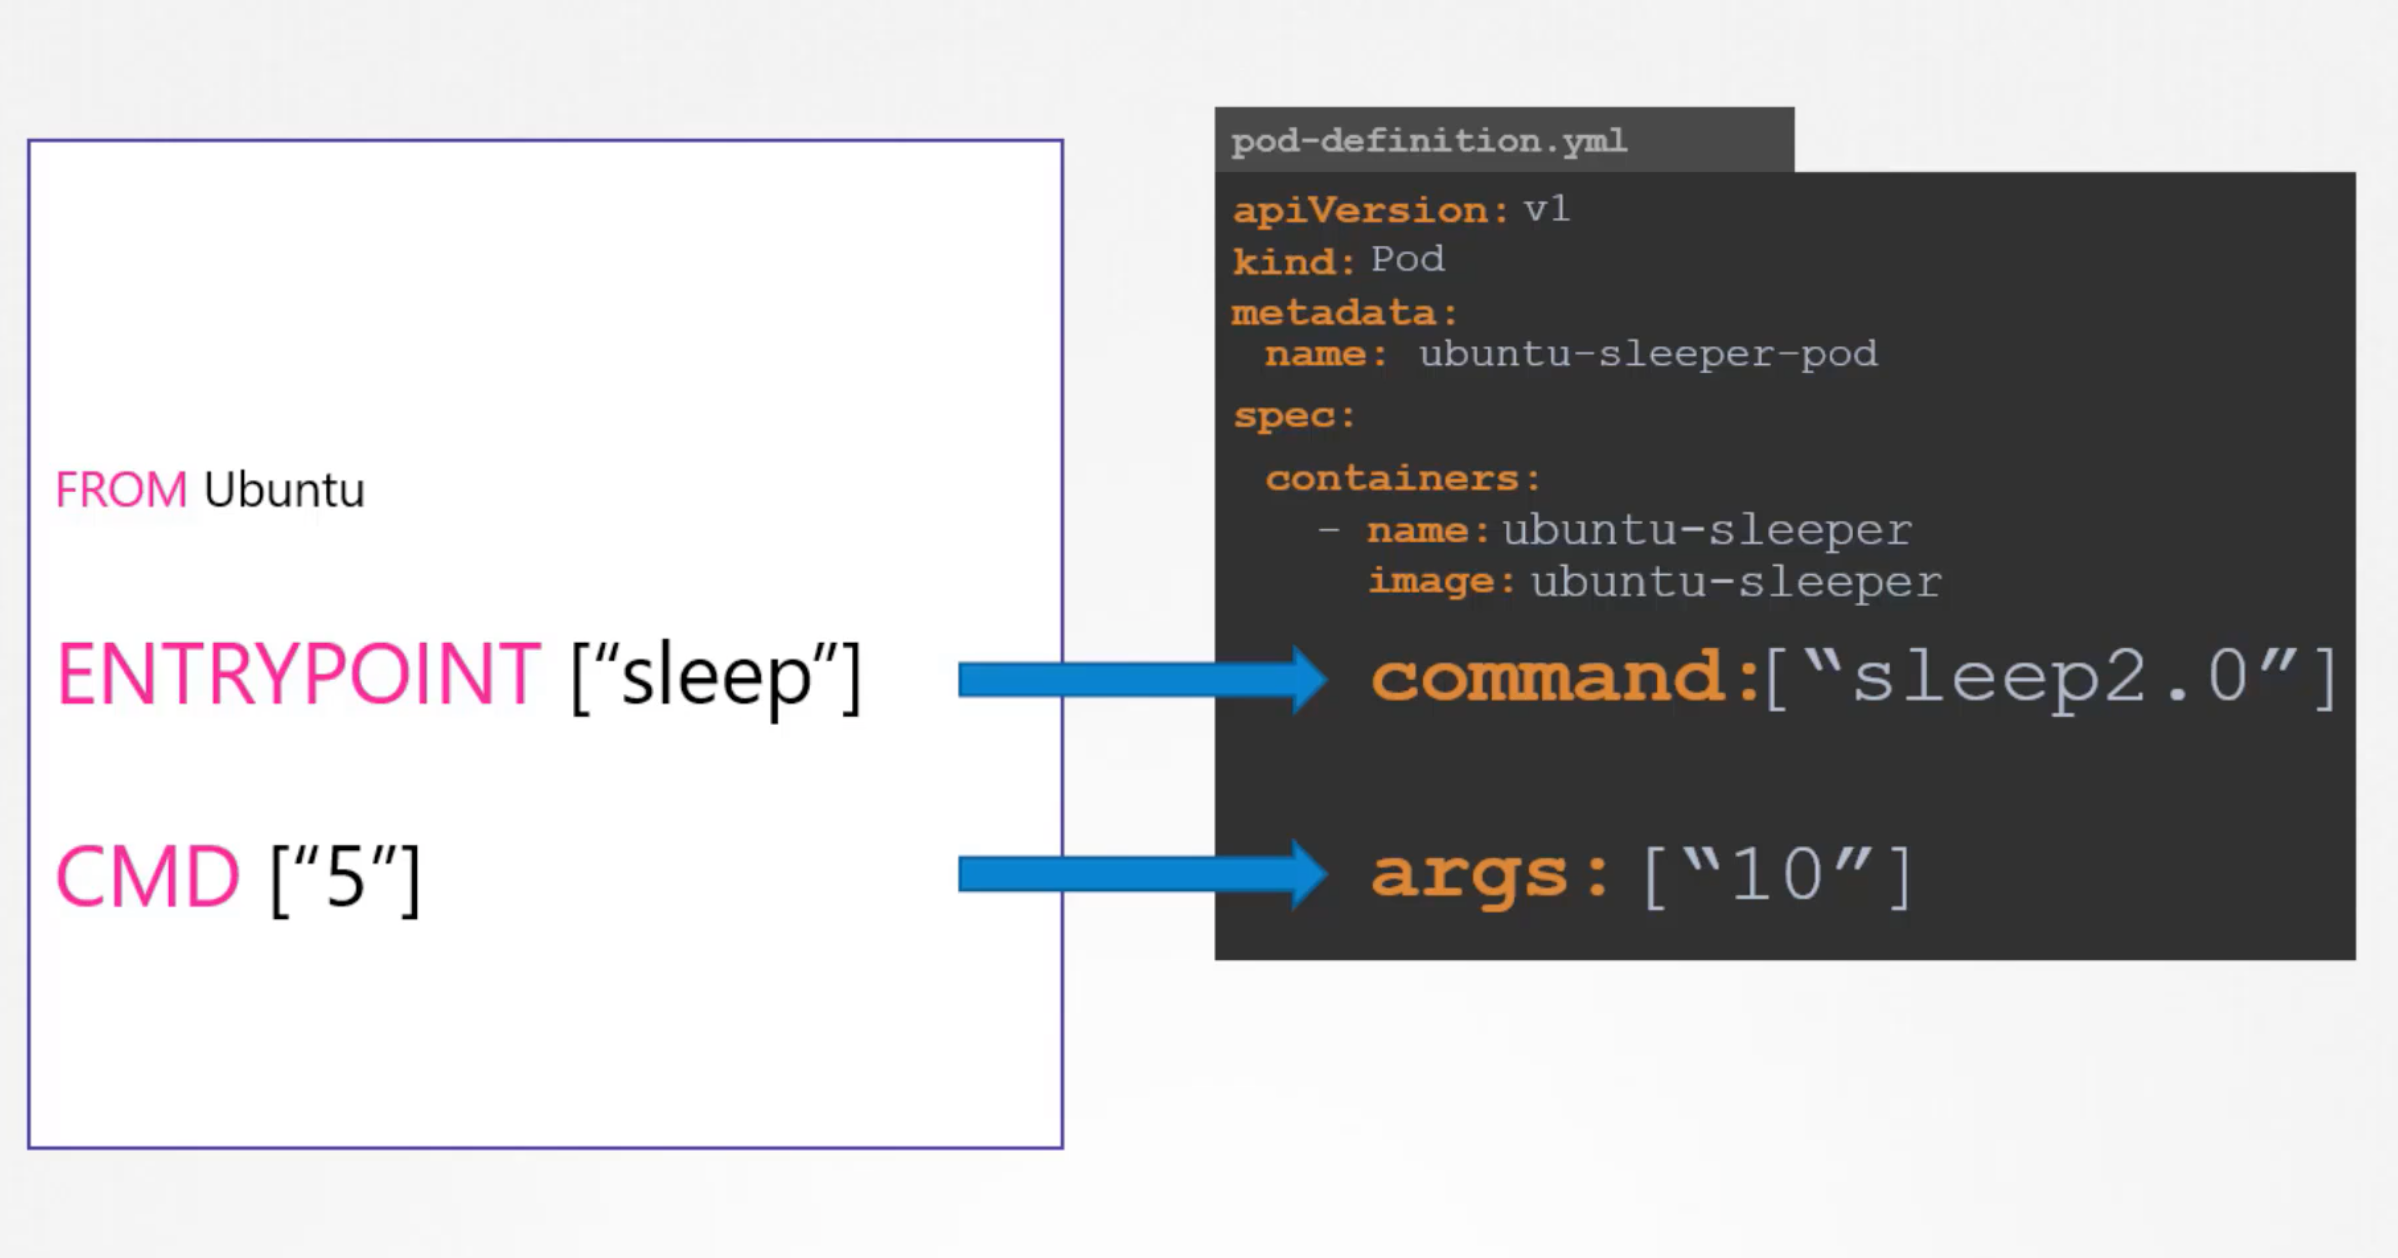 FROM Ubuntu
ENTRYPOINT [“sleep”]
CMD [“5”]
pod-definition.yml
apiVersion: v1
kind: Pod
metadata:
name: ubuntu-sleeper-pod
spec:
containers:
- name: ubuntu-sleeper
image: ubuntu-sleeper
command:[“sleep2.0”]
args: [“10”]